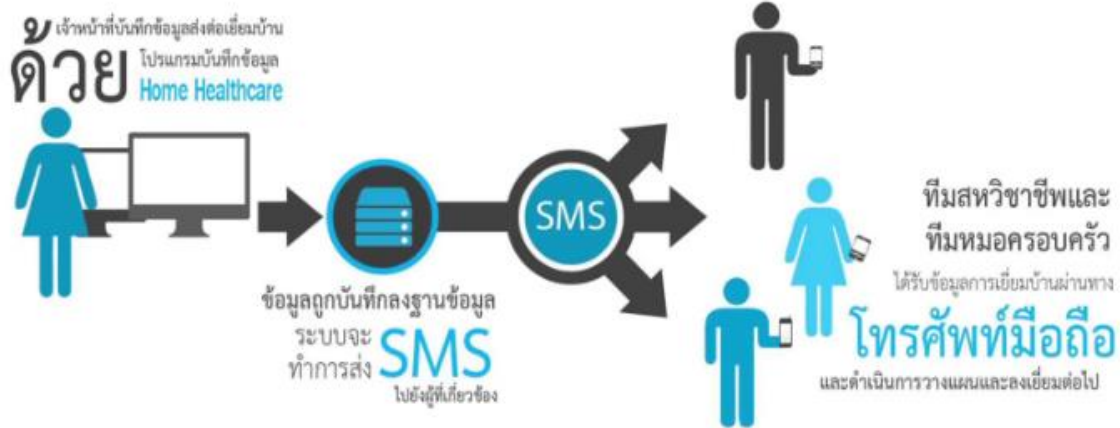 เจ้าหน้าที่บันทึกข้อมูลส่งต่อเยี่ยมบ้าน
ด้วย โปรแกรมบันทึกข้อมูล
Home Healthcare
SMS
ข้อมูลถูกบันทึกลงฐานข้อมูล
ระบบจะ
ทำการส่ง SMS
ไปยังผู้ที่เกี่ยวข้อง
ทีมสหวิชาชีพและ
ทีมหมอครอบครัว
ได้รับข้อมูลการเยี่ยมบ้านผ่านทาง
โทรศัพท์มือถือ
และดำเนินการวางแผนและลงเยี่ยมต่อไป